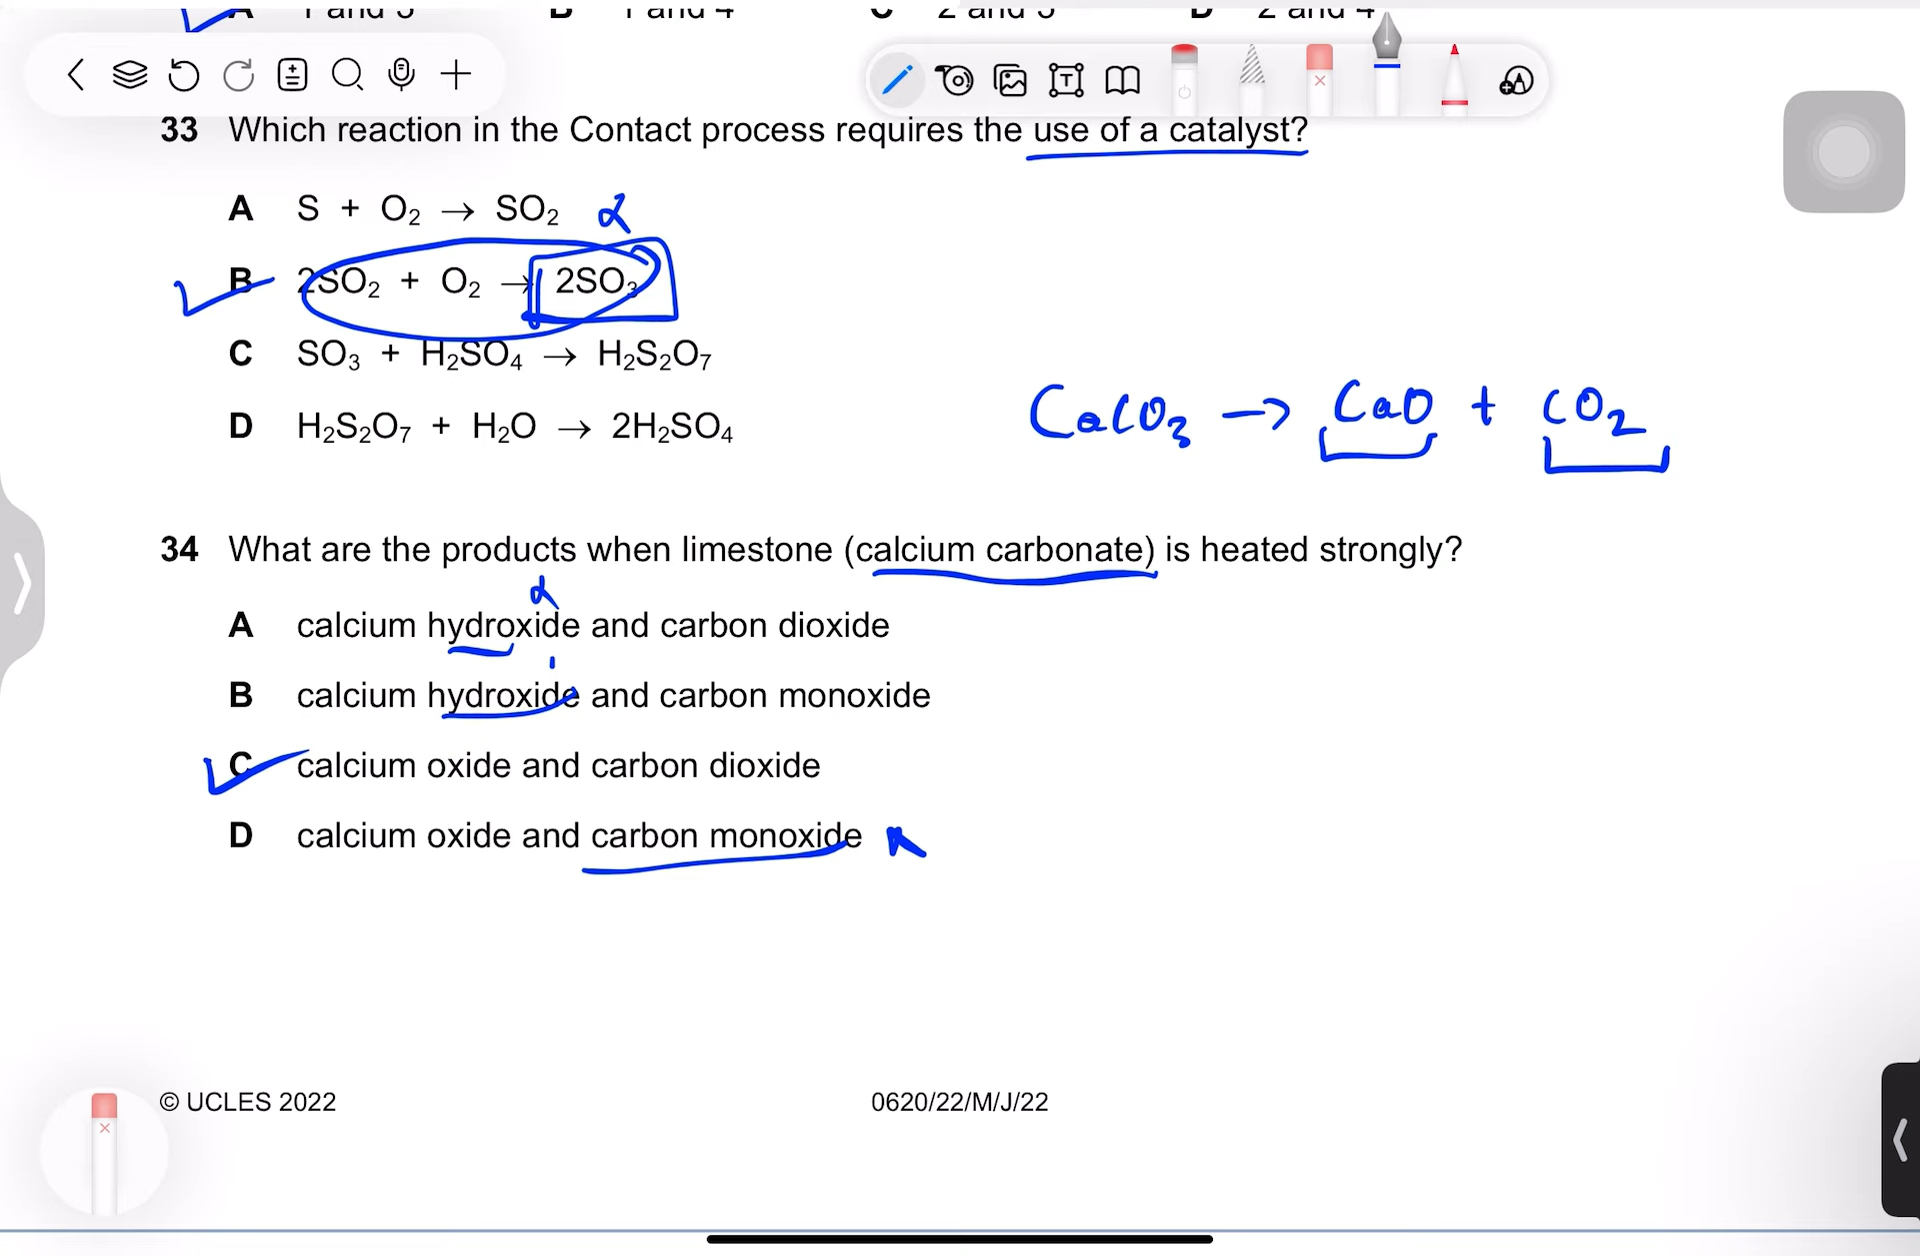 33 Which reaction in the Contact process requires the use of a catalyst?
A S + O₂ → SO₂
B 2SO₂ + O₂ → 2SO₃
C SO₃ + H₂SO₄ → H₂S₂O₇
D H₂S₂O₇ + H₂O → 2H₂SO₄
CaCO₃ → CaO + CO₂
34 What are the products when limestone (calcium carbonate) is heated strongly?
A calcium hydroxide and carbon dioxide
B calcium hydroxide and carbon monoxide
C calcium oxide and carbon dioxide
D calcium oxide and carbon monoxide
© UCLES 2022 0620/22/M/J/22